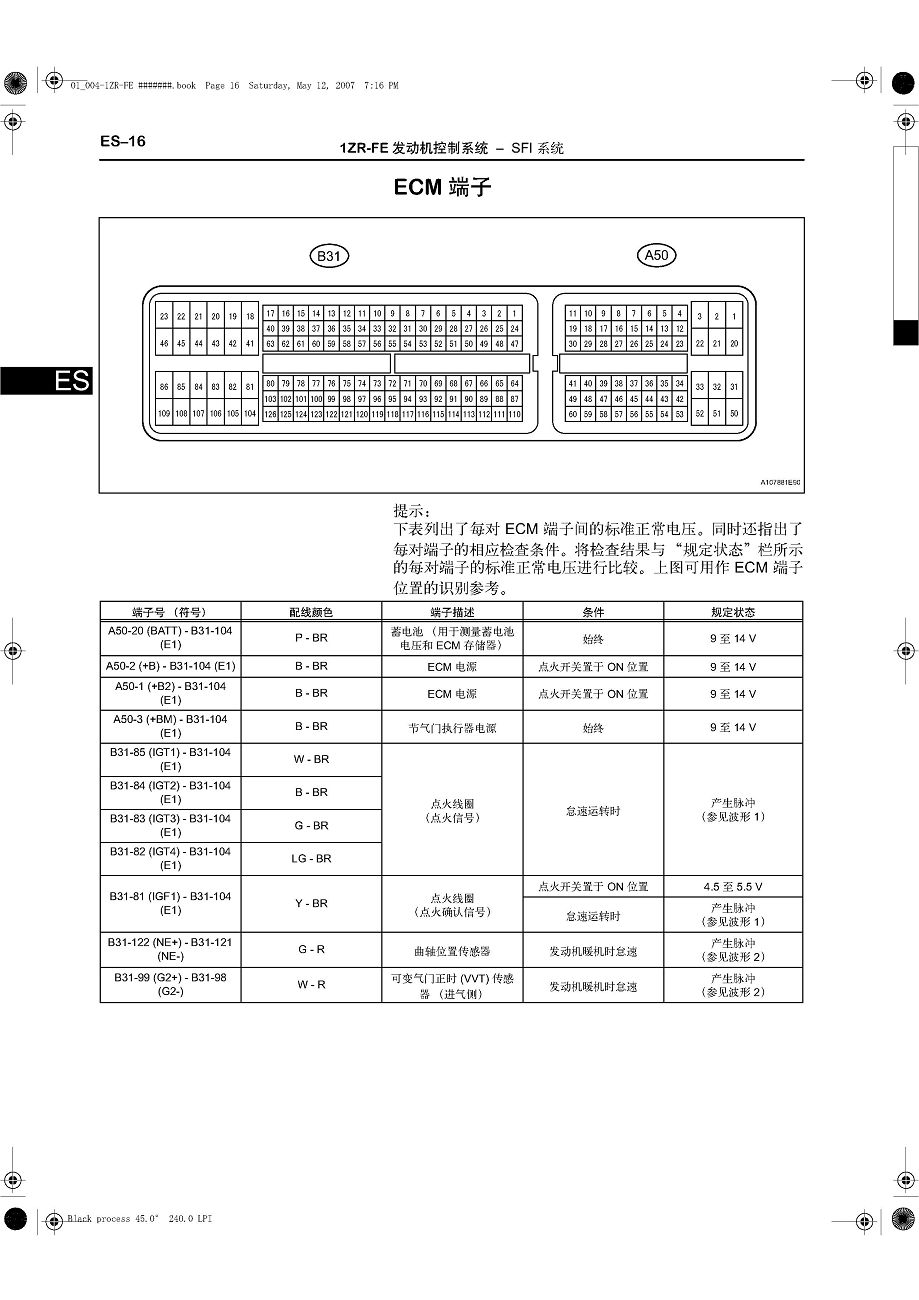 01_004-1ZR-FE #######.book Page 16 Saturday, May 12, 2007 7:16 PM
ES–16
1ZR-FE 发动机控制系统 – SFI 系统
ECM 端子
B31 A50
23 22 21 20 19 18 17 16 15 14 13 12 11 10 9 8 7 6 5 4 3 2 1 11 10 9 8 7 6 5 4 3 2 1
40 39 38 37 36 35 34 33 32 31 30 29 28 27 26 25 24 19 18 17 16 15 14 13 12
46 45 44 43 42 41 63 62 61 60 59 58 57 56 55 54 53 52 51 50 49 48 47 30 29 28 27 26 25 24 23 22 21 20
ES
86 85 84 83 82 81 80 79 78 77 76 75 74 73 72 71 70 69 68 67 66 65 64 41 40 39 38 37 36 35 34 33 32 31
103 102 101 100 99 98 97 96 95 94 93 92 91 90 89 88 87 49 48 47 46 45 44 43 42
109 108 107 106 105 104 126 125 124 123 122 121 120 119 118 117 116 115 114 113 112 111 110 60 59 58 57 56 55 54 53 52 51 50
A107881E90
提示：
下表列出了每对 ECM 端子间的标准正常电压。同时还指出了
每对端子的相应检查条件。将检查结果与“规定状态”栏所示
的每对端子的标准正常电压进行比较。上图可用作 ECM 端子
位置的识别参考。
端子号（符号） 配线颜色 端子描述 条件 规定状态
A50-20 (BATT) - B31-104
(E1)
P - BR
蓄电池（用于测量蓄电池
电压和 ECM 存储器）
始终
9 至 14 V
A50-2 (+B) - B31-104 (E1) B - BR ECM 电源 点火开关置于 ON 位置 9 至 14 V
A50-1 (+B2) - B31-104
(E1)
B - BR ECM 电源 点火开关置于 ON 位置 9 至 14 V
A50-3 (+BM) - B31-104
(E1)
B - BR 节气门执行器电源 始终 9 至 14 V
B31-85 (IGT1) - B31-104
(E1)
W - BR
B31-84 (IGT2) - B31-104
(E1)
B - BR
B31-83 (IGT3) - B31-104
(E1)
G - BR
B31-82 (IGT4) - B31-104
(E1)
LG - BR
点火线圈
（点火信号）
怠速运转时
产生脉冲
（参见波形 1）
B31-81 (IGF1) - B31-104
(E1)
Y - BR
点火线圈
（点火确认信号）
点火开关置于 ON 位置 4.5 至 5.5 V
怠速运转时
产生脉冲
（参见波形 1）
B31-122 (NE+) - B31-121
(NE-)
G - R
曲轴位置传感器
发动机暖机时怠速
产生脉冲
（参见波形 2）
B31-99 (G2+) - B31-98
(G2-)
W - R
可变气门正时 (VVT) 传感
器（进气侧）
发动机暖机时怠速
产生脉冲
（参见波形 2）
Black process 45.0° 240.0 LPI